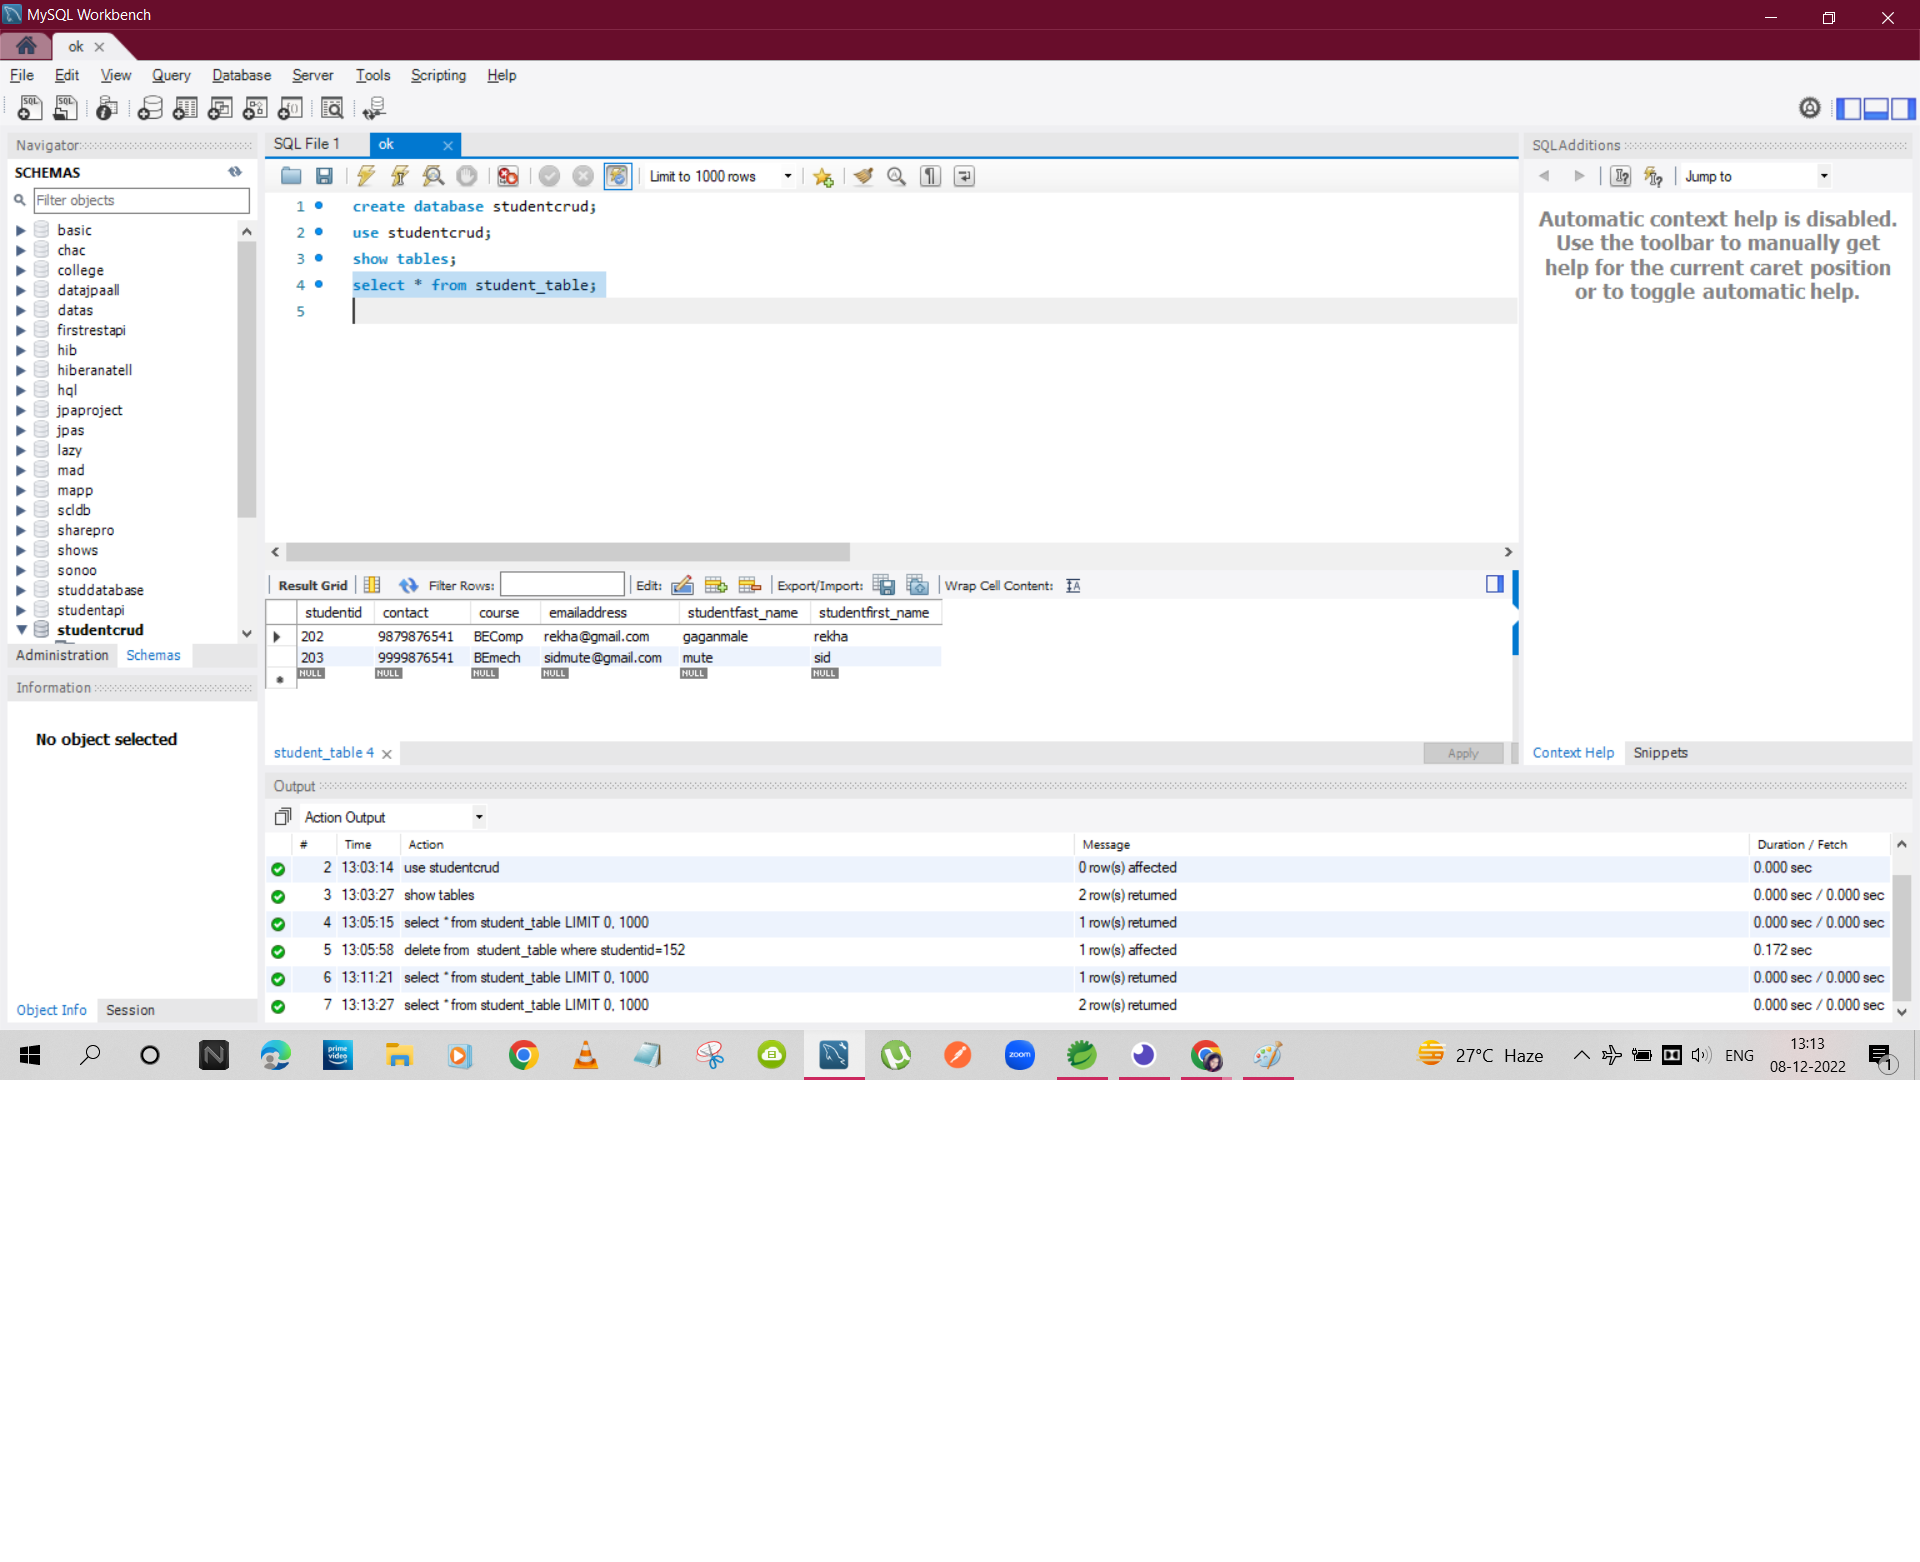 MySQL Workbench
ok
File Edit View Query Database Server Tools Scripting Help
Navigator
SCHEMAS
Filter objects
basic
chac
college
datajpaall
datas
firstrestapi
hib
hiberanatell
hql
jpaproject
jpas
lazy
mad
mapp
scldb
sharepro
shows
sonoo
studdatabase
studentapi
studentcrud
Administration Schemas
Information
No object selected
Object Info Session
SQL File 1 ok
Limit to 1000 rows
1 create database studentcrud;
2 use studentcrud;
3 show tables;
4 select * from student_table;
5
Result Grid Filter Rows: Edit: Export/Import: Wrap Cell Content:
studentid contact course emailaddress studentfast_name studentfirst_name
202 9879876541 BEComp rekha@gmail.com gaganmale rekha
203 9999876541 BEmech sidmute@gmail.com mute sid
NULL NULL NULL NULL NULL NULL
student_table 4 Apply
SQLAdditions
Jump to
Automatic context help is disabled.
Use the toolbar to manually get
help for the current caret position
or to toggle automatic help.
Context Help Snippets
Output
Action Output
# Time Action Message Duration / Fetch
2 13:03:14 use studentcrud 0 row(s) affected 0.000 sec
3 13:03:27 show tables 2 row(s) returned 0.000 sec / 0.000 sec
4 13:05:15 select * from student_table LIMIT 0, 1000 1 row(s) returned 0.000 sec / 0.000 sec
5 13:05:58 delete from student_table where studentid=152 1 row(s) affected 0.172 sec
6 13:11:21 select * from student_table LIMIT 0, 1000 1 row(s) returned 0.000 sec / 0.000 sec
7 13:13:27 select * from student_table LIMIT 0, 1000 2 row(s) returned 0.000 sec / 0.000 sec
prime video
zoom
27°C Haze
ENG
13:13
08-12-2022
1